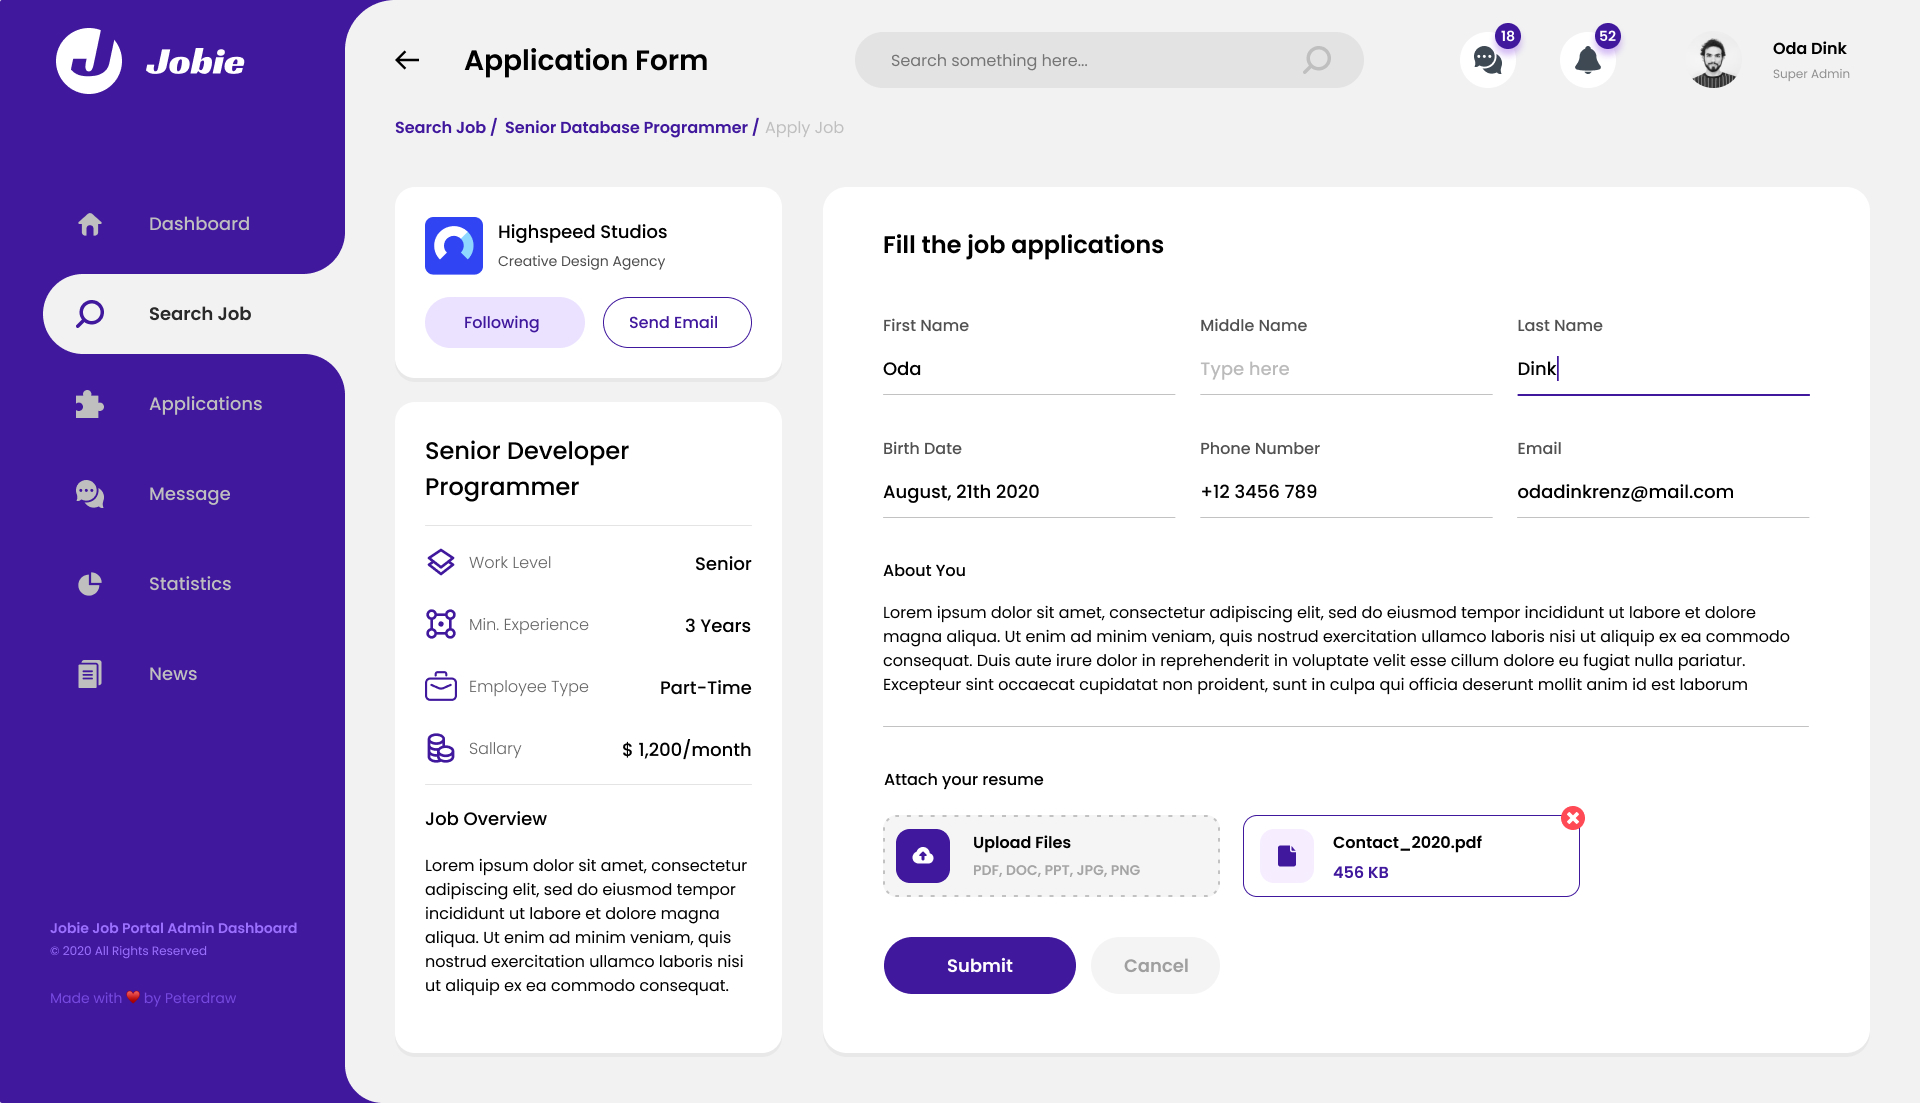 Jobie
Application Form
Search something here...
18
52
Oda Dink
Super Admin
Search Job / Senior Database Programmer / Apply Job
Dashboard
Search Job
Applications
Message
Statistics
News
Jobie Job Portal Admin Dashboard
© 2020 All Rights Reserved
Made with ❤️ by Peterdraw
Highspeed Studios
Creative Design Agency
Following
Send Email
Senior Developer
Programmer
Work Level
Senior
Min. Experience
3 Years
Employee Type
Part-Time
Sallary
$ 1,200/month
Job Overview
Lorem ipsum dolor sit amet, consectetur
adipiscing elit, sed do eiusmod tempor
incididunt ut labore et dolore magna
aliqua. Ut enim ad minim veniam, quis
nostrud exercitation ullamco laboris nisi
ut aliquip ex ea commodo consequat.
Fill the job applications
First Name
Middle Name
Last Name
Oda
Type here
Dink
Birth Date
Phone Number
Email
August, 21th 2020
+12 3456 789
odadinkrenz@mail.com
About You
Lorem ipsum dolor sit amet, consectetur adipiscing elit, sed do eiusmod tempor incididunt ut labore et dolore
magna aliqua. Ut enim ad minim veniam, quis nostrud exercitation ullamco laboris nisi ut aliquip ex ea commodo
consequat. Duis aute irure dolor in reprehenderit in voluptate velit esse cillum dolore eu fugiat nulla pariatur.
Excepteur sint occaecat cupidatat non proident, sunt in culpa qui officia deserunt mollit anim id est laborum
Attach your resume
Upload Files
PDF, DOC, PPT, JPG, PNG
Contact_2020.pdf
456 KB
Submit
Cancel